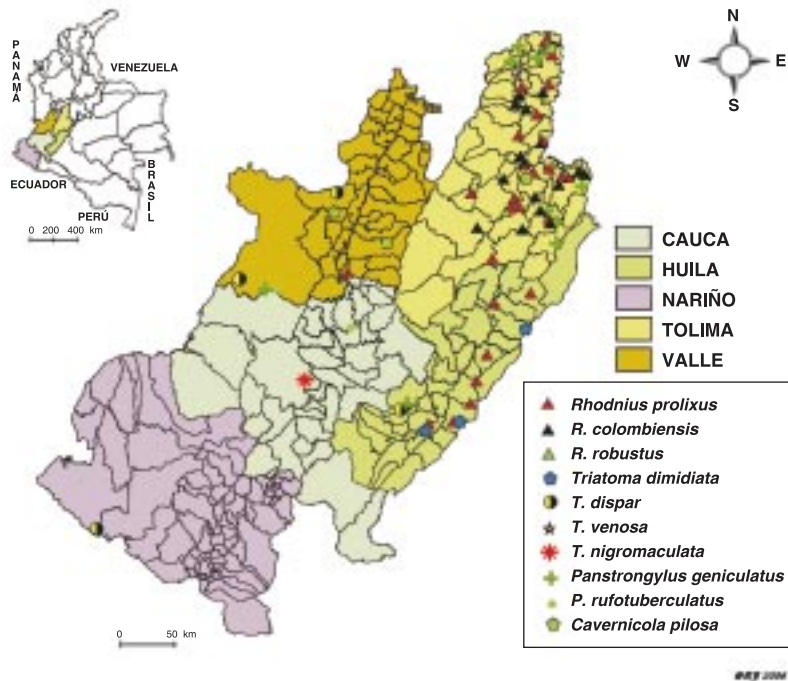 PANAMA
VENEZUELA
ECUADOR
PERÚ
BRASIL
0 200 400 km
N
W
E
S
CAUCA
HUILA
NARIÑO
TOLIMA
VALLE
Rhodnius prolixus
R. colombiensis
R. robustus
Triatoma dimidiata
T. dispar
T. venosa
T. nigromaculata
Panstrongylus geniculatus
P. rufotuberculatus
Cavernicola pilosa
0 50 km